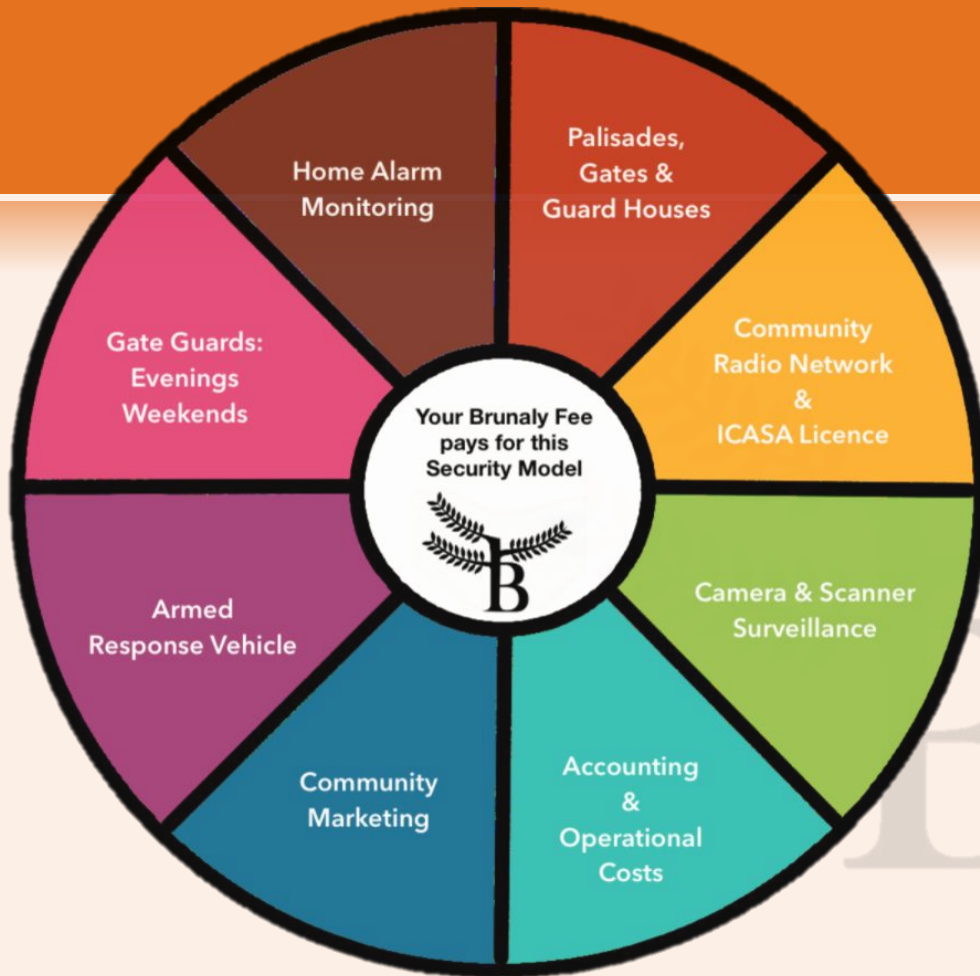 Home Alarm
Monitoring
Palisades,
Gates &
Guard Houses
Community
Radio Network
&
ICASA Licence
Camera & Scanner
Surveillance
Accounting
&
Operational
Costs
Community
Marketing
Armed
Response Vehicle
Gate Guards:
Evenings
Weekends
Your Brunaly Fee
pays for this
Security Model
B